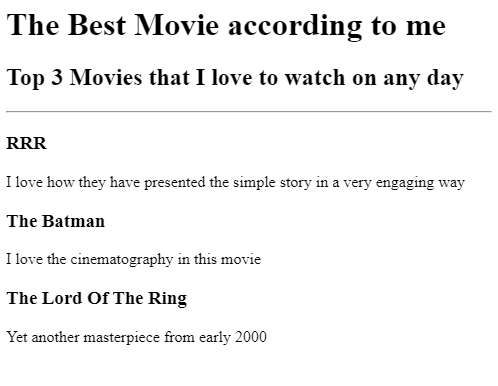 The Best Movie according to me
Top 3 Movies that I love to watch on any day
RRR
I love how they have presented the simple story in a very engaging way
The Batman
I love the cinematography in this movie
The Lord Of The Ring
Yet another masterpiece from early 2000